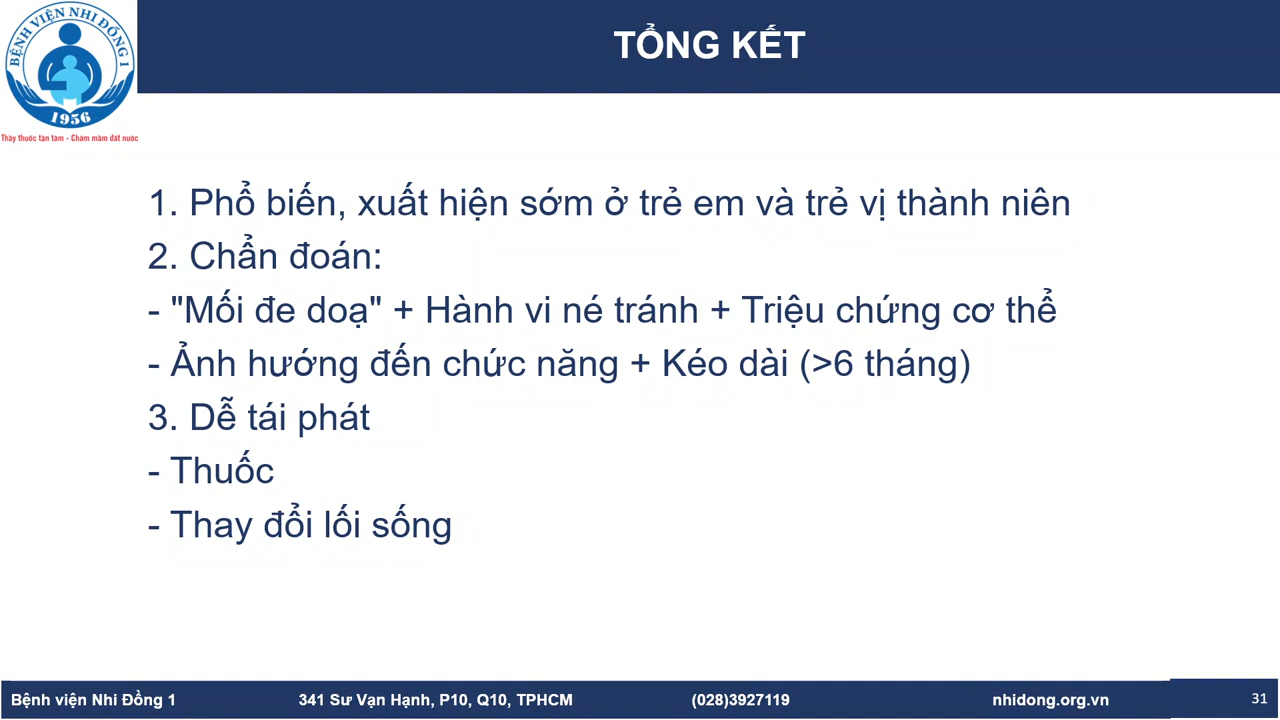 BỆNH VIỆN NHI ĐỒNG 1
1956
Thầy thuốc tận tâm - Chăm mầm đất nước
TỔNG KẾT
1. Phổ biến, xuất hiện sớm ở trẻ em và trẻ vị thành niên
2. Chẩn đoán:
- "Mối đe doạ" + Hành vi né tránh + Triệu chứng cơ thể
- Ảnh hướng đến chức năng + Kéo dài (>6 tháng)
3. Dễ tái phát
- Thuốc
- Thay đổi lối sống
Bệnh viện Nhi Đồng 1 341 Sư Vạn Hạnh, P10, Q10, TPHCM (028)3927119 nhidong.org.vn 31